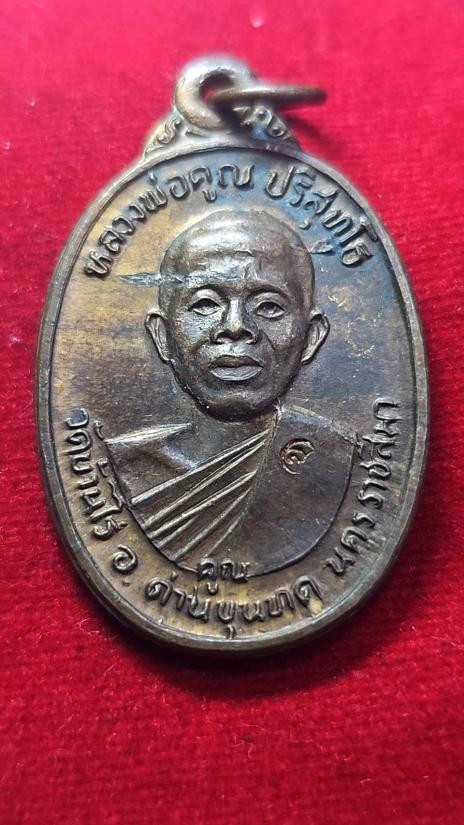 หลวงพ่อคูณ ปริสุทฺโธ
คูณ
วัดบ้านไร่ อ. ด่านขุนทด นครราชสีมา